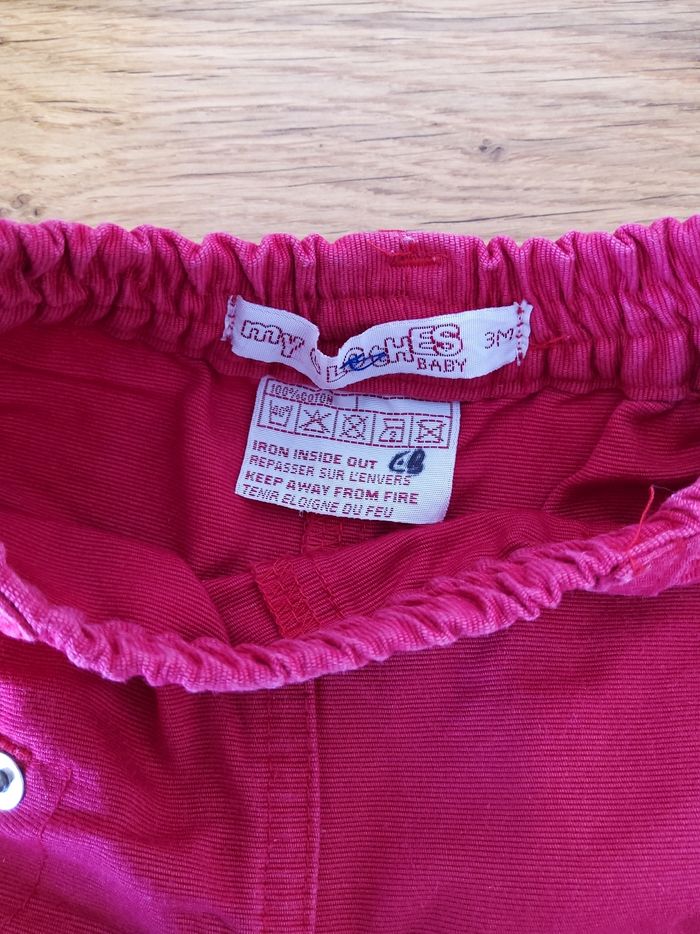 my
BABY
3M
100% COTON
40°
IRON INSIDE OUT
REPASSER SUR L'ENVERS
KEEP AWAY FROM FIRE
TENIR ELOIGNE DU FEU